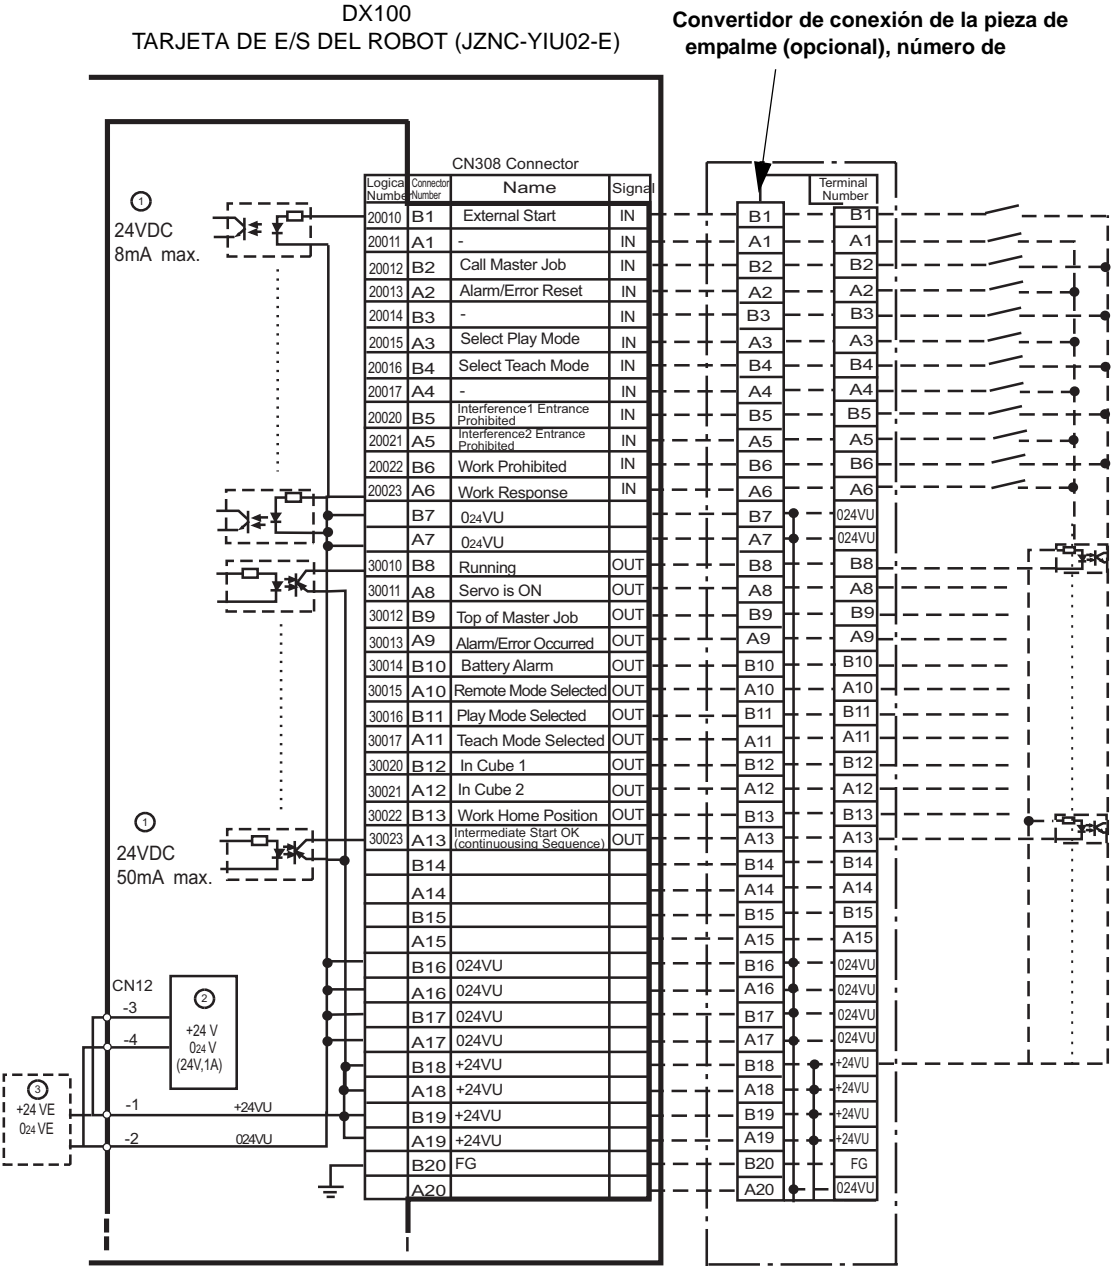 DX100
TARJETA DE E/S DEL ROBOT (JZNC-YIU02-E)
Convertidor de conexión de la pieza de
empalme (opcional), número de
CN308 Connector
Logical Number Connector Number Name Signal
Terminal Number
1
24VDC
8mA max.
20010 B1 External Start IN B1 B1
20011 A1 - IN A1 A1
20012 B2 Call Master Job IN B2 B2
20013 A2 Alarm/Error Reset IN A2 A2
20014 B3 - IN B3 B3
20015 A3 Select Play Mode IN A3 A3
20016 B4 Select Teach Mode IN B4 B4
20017 A4 - IN A4 A4
20020 B5 Interference1 Entrance Prohibited IN B5 B5
20021 A5 Interference2 Entrance Prohibited IN A5 A5
20022 B6 Work Prohibited IN B6 B6
20023 A6 Work Response IN A6 A6
B7 024VU B7 024VU
A7 024VU A7 024VU
30010 B8 Running OUT B8 B8
30011 A8 Servo is ON OUT A8 A8
30012 B9 Top of Master Job OUT B9 B9
30013 A9 Alarm/Error Occurred OUT A9 A9
30014 B10 Battery Alarm OUT B10 B10
30015 A10 Remote Mode Selected OUT A10 A10
30016 B11 Play Mode Selected OUT B11 B11
30017 A11 Teach Mode Selected OUT A11 A11
30020 B12 In Cube 1 OUT B12 B12
30021 A12 In Cube 2 OUT A12 A12
30022 B13 Work Home Position OUT B13 B13
30023 A13 Intermediate Start OK (continuousing Sequence) OUT A13 A13
1
24VDC
50mA max.
B14 B14 B14
A14 A14 A14
B15 B15 B15
A15 A15 A15
B16 024VU B16 024VU
A16 024VU A16 024VU
B17 024VU B17 024VU
A17 024VU A17 024VU
B18 +24VU B18 +24VU
A18 +24VU A18 +24VU
B19 +24VU B19 +24VU
A19 +24VU A19 +24VU
B20 FG B20 FG
A20 A20 024VU
CN12
-3
-4
2
+24 V
024 V
(24V,1A)
3
+24 VE
024 VE
-1 +24VU
-2 024VU